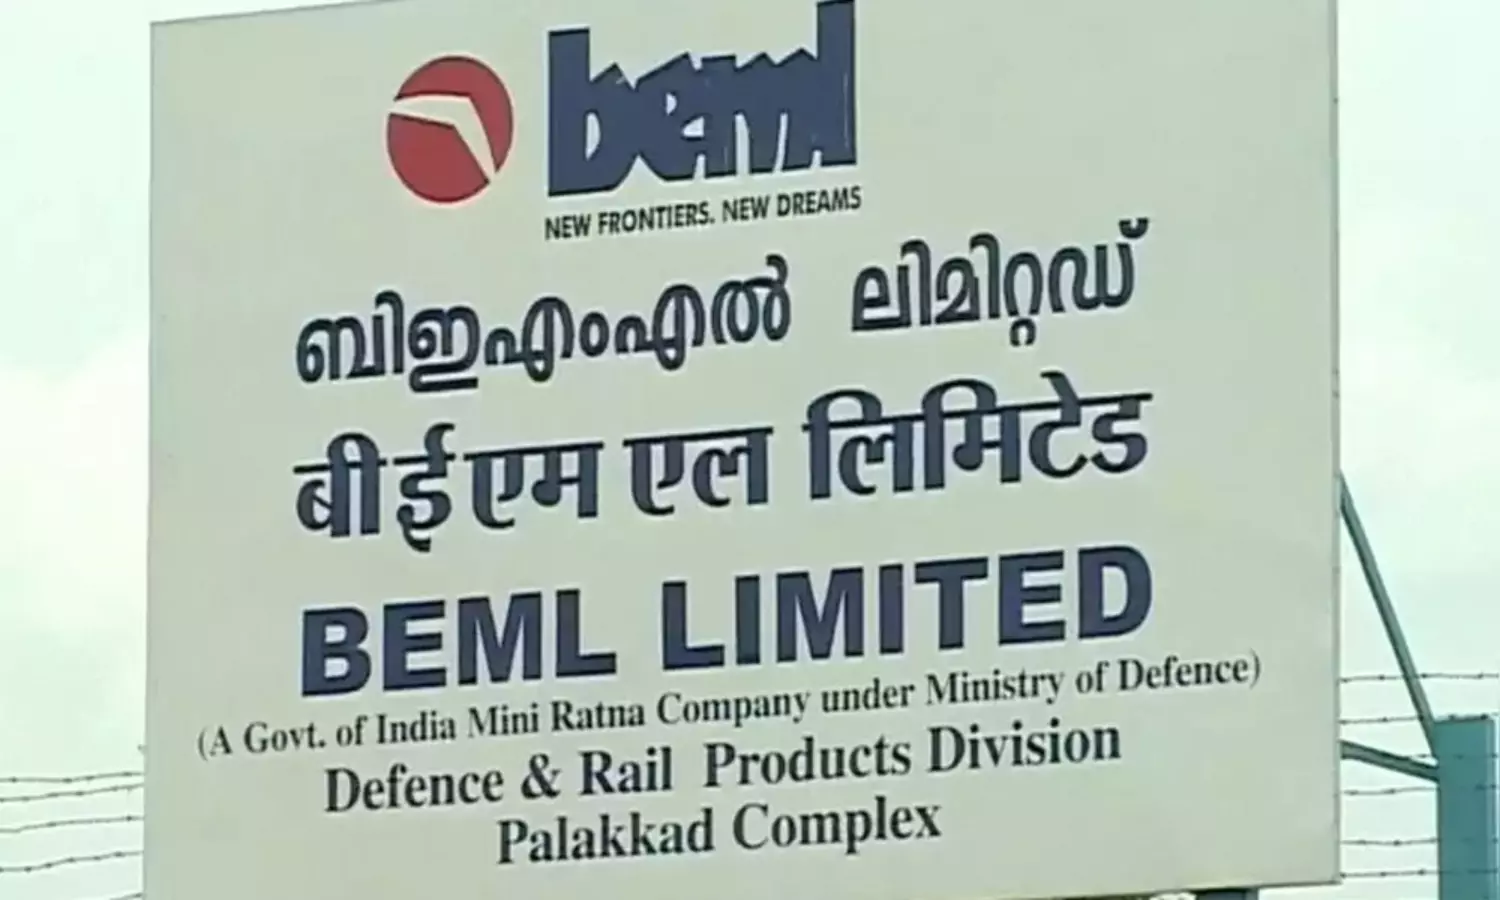 beml
NEW FRONTIERS. NEW DREAMS
ബിഇഎംഎൽ ലിമിറ്റഡ്
बीईएम एल लिमिटेड
BEML LIMITED
(A Govt. of India Mini Ratna Company under Ministry of Defence)
Defence & Rail Products Division
Palakkad Complex